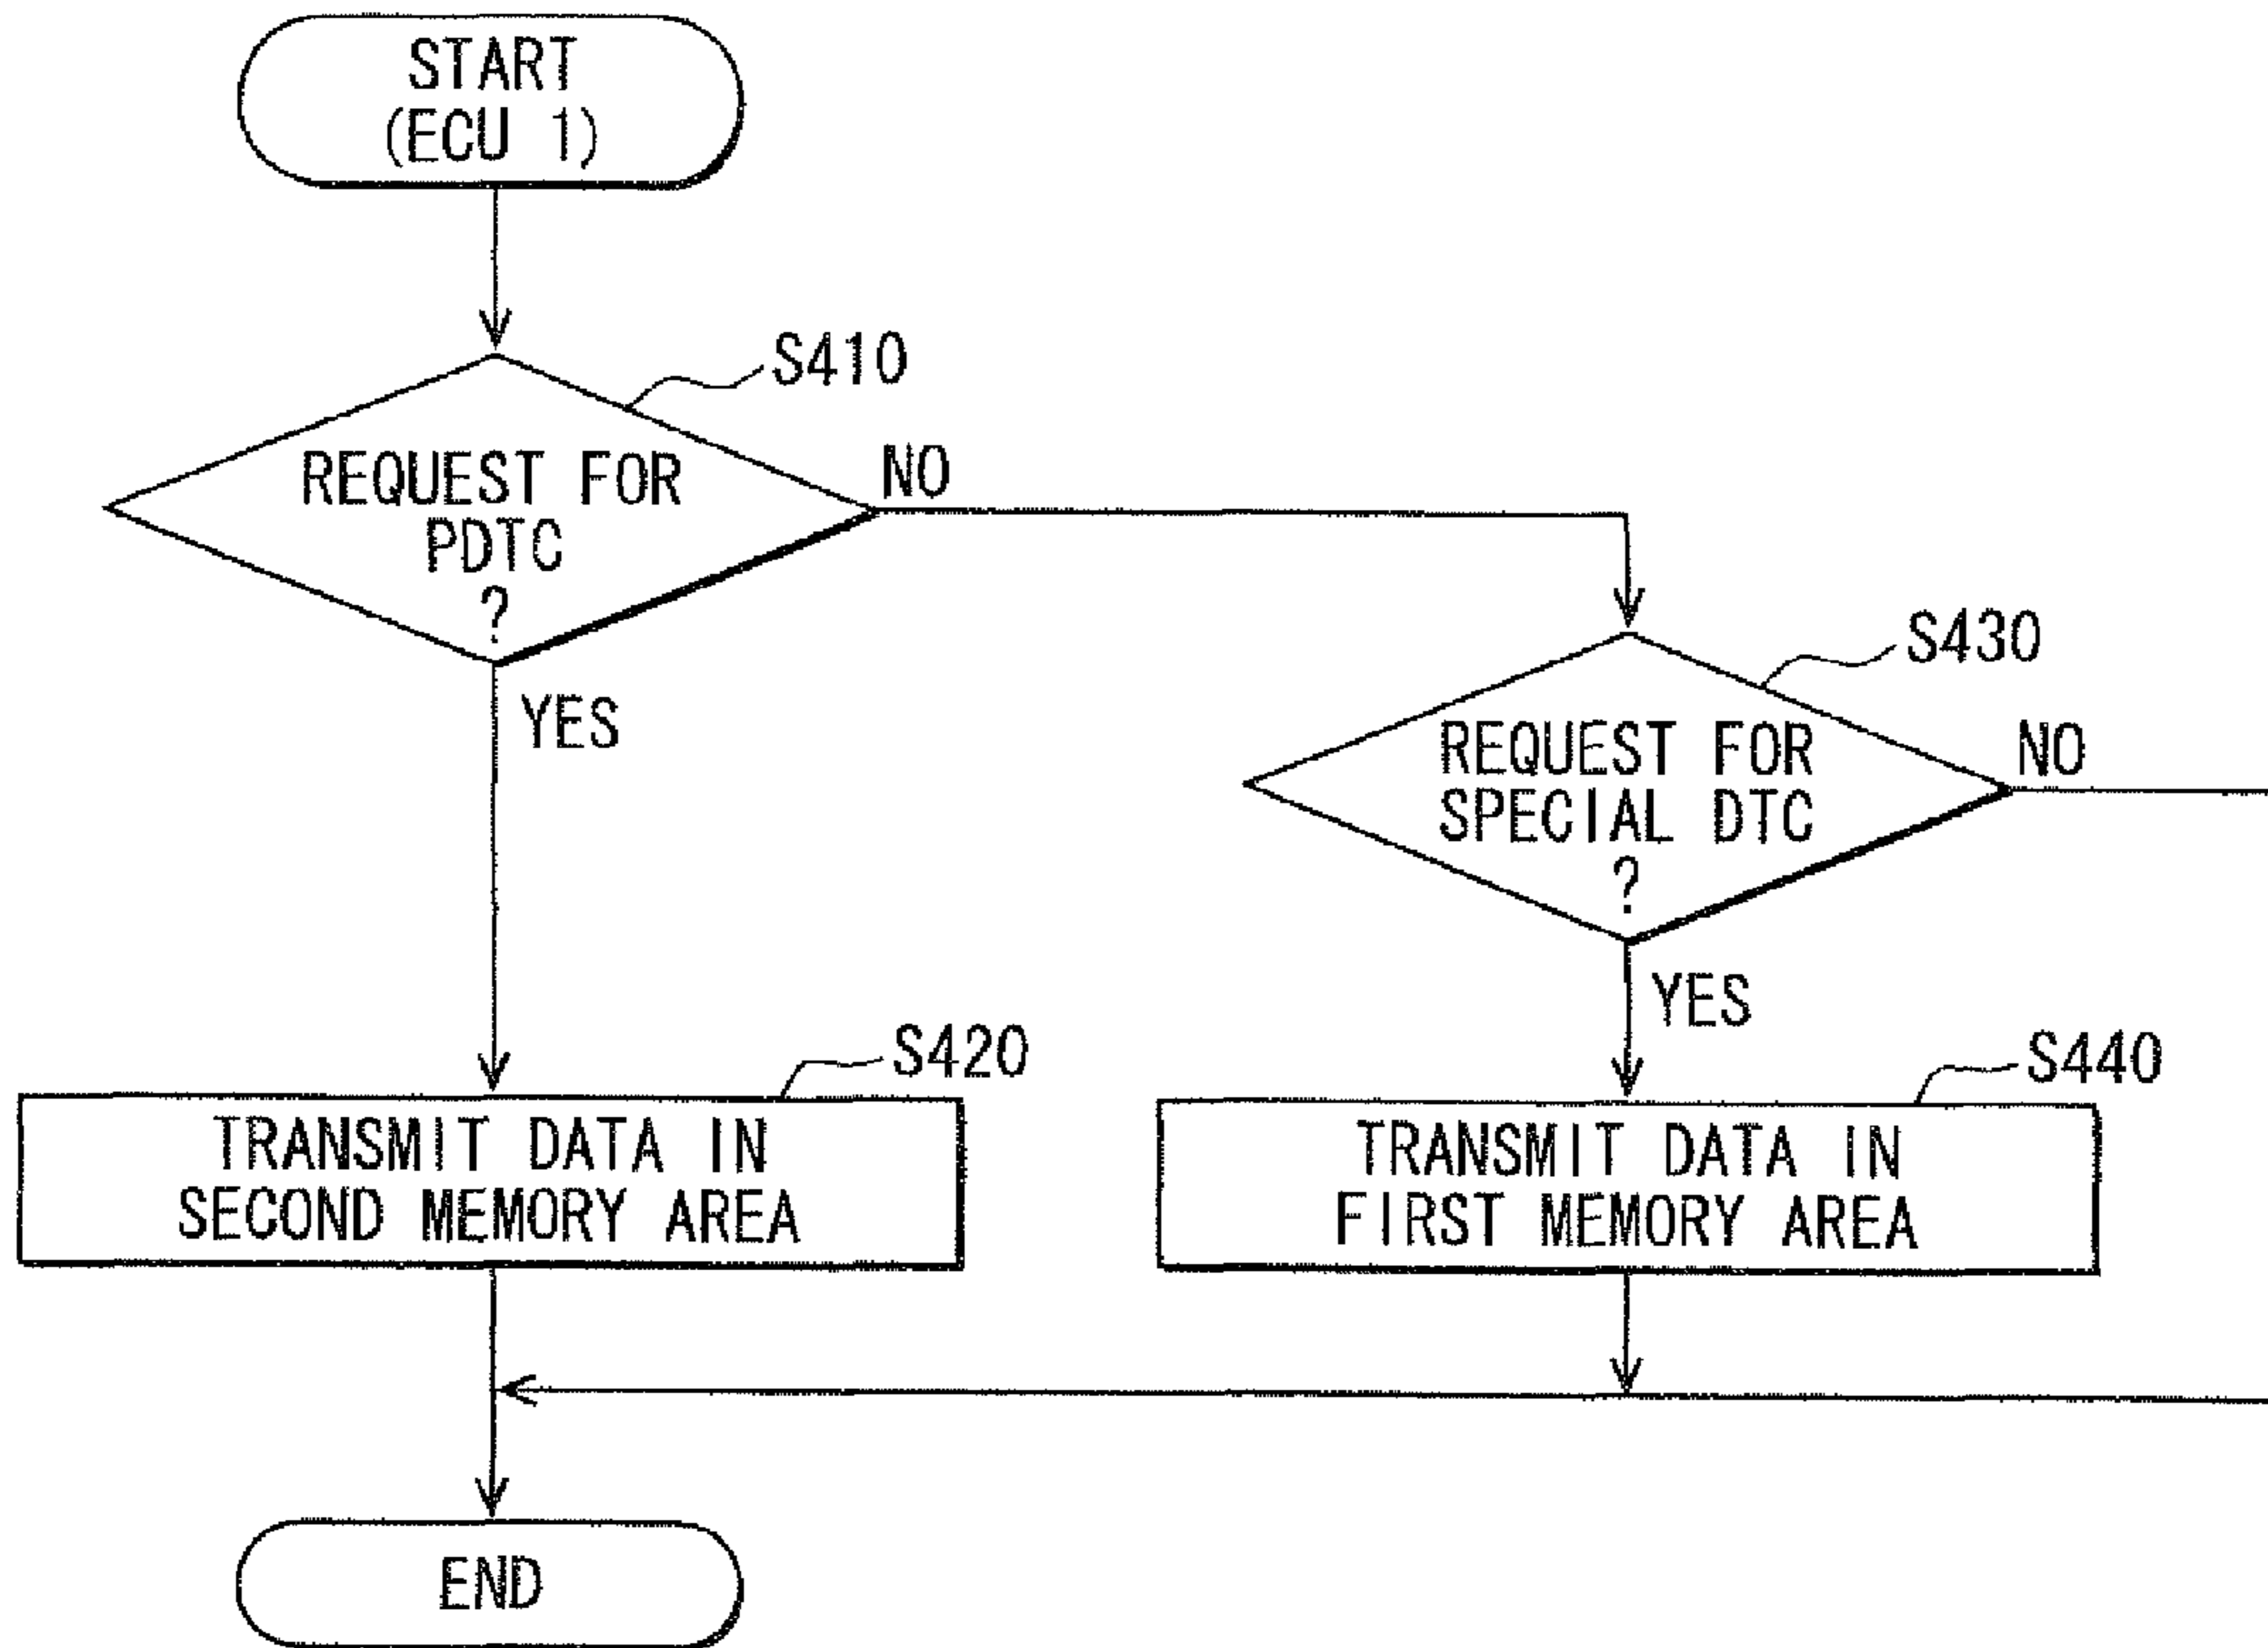 START
(ECU 1)
S410
REQUEST FOR
PDTC
?
NO
YES
S430
REQUEST FOR
SPECIAL DTC
?
NO
YES
S420
TRANSMIT DATA IN
SECOND MEMORY AREA
S440
TRANSMIT DATA IN
FIRST MEMORY AREA
END